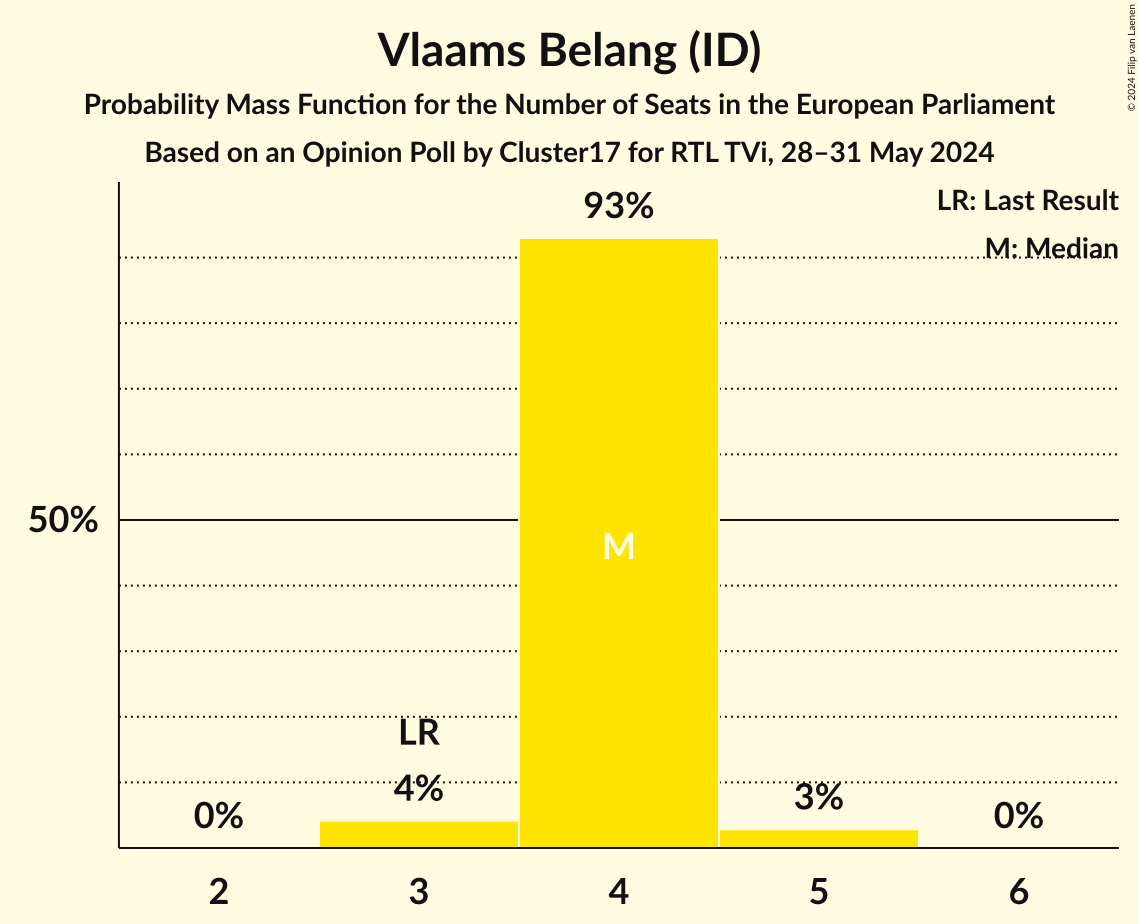 Vlaams Belang (ID)
Probability Mass Function for the Number of Seats in the European Parliament
Based on an Opinion Poll by Cluster17 for RTL TVi, 28–31 May 2024
© 2024 Filip van Laenen
LR: Last Result
M: Median
93%
50%
M
LR
4%
3%
0%
0%
2 3 4 5 6